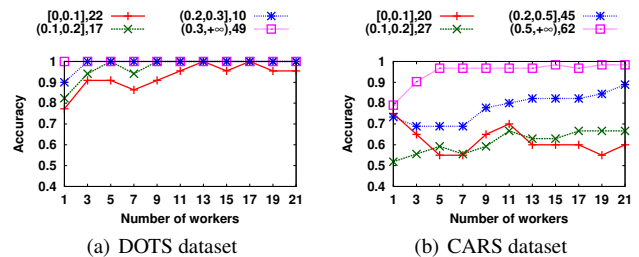 [0,0.1],22 (0.2,0.3],10
(0.1,0.2],17 (0.3,+∞),49
1
0.9
0.8
0.7
0.6
0.5
0.4
Accuracy
1 3 5 7 9 11 13 15 17 19 21
Number of workers
(a) DOTS dataset
[0,0.1],20 (0.2,0.5],45
(0.1,0.2],27 (0.5,+∞),62
1
0.9
0.8
0.7
0.6
0.5
0.4
Accuracy
1 3 5 7 9 11 13 15 17 19 21
Number of workers
(b) CARS dataset